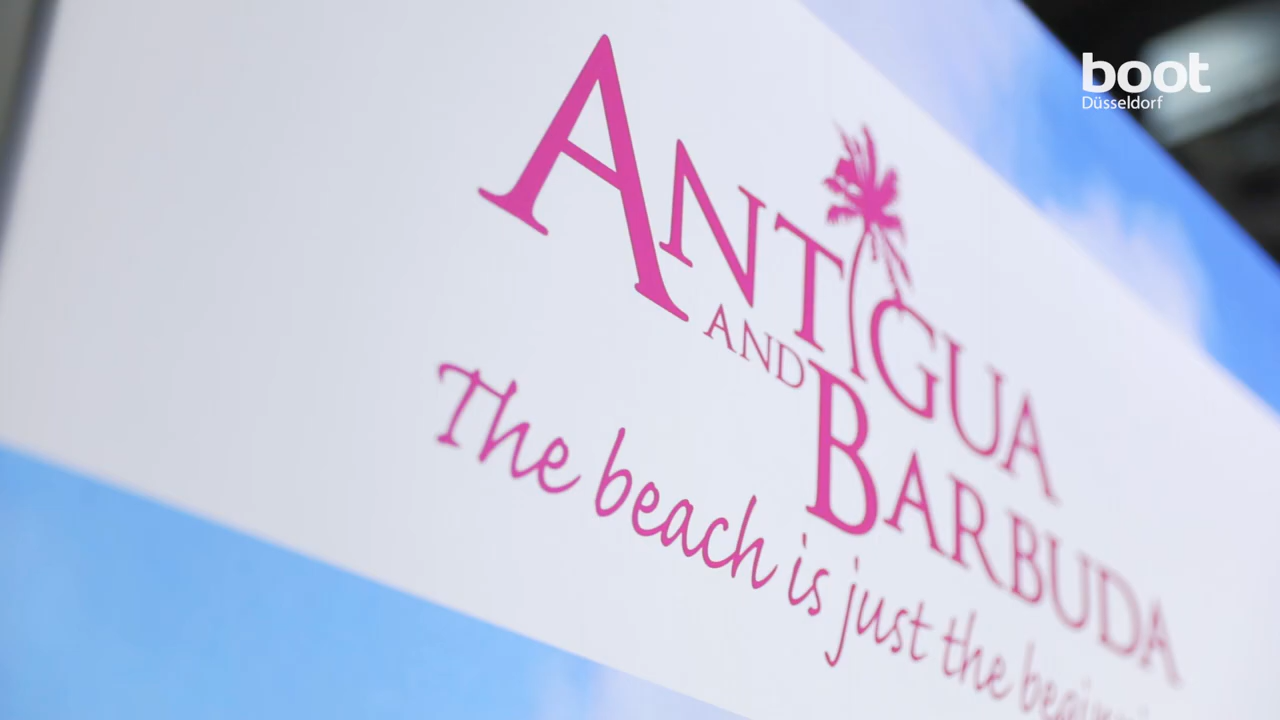 boot
Düsseldorf
ANTIGUA
AND
BARBUDA
The beach is just the